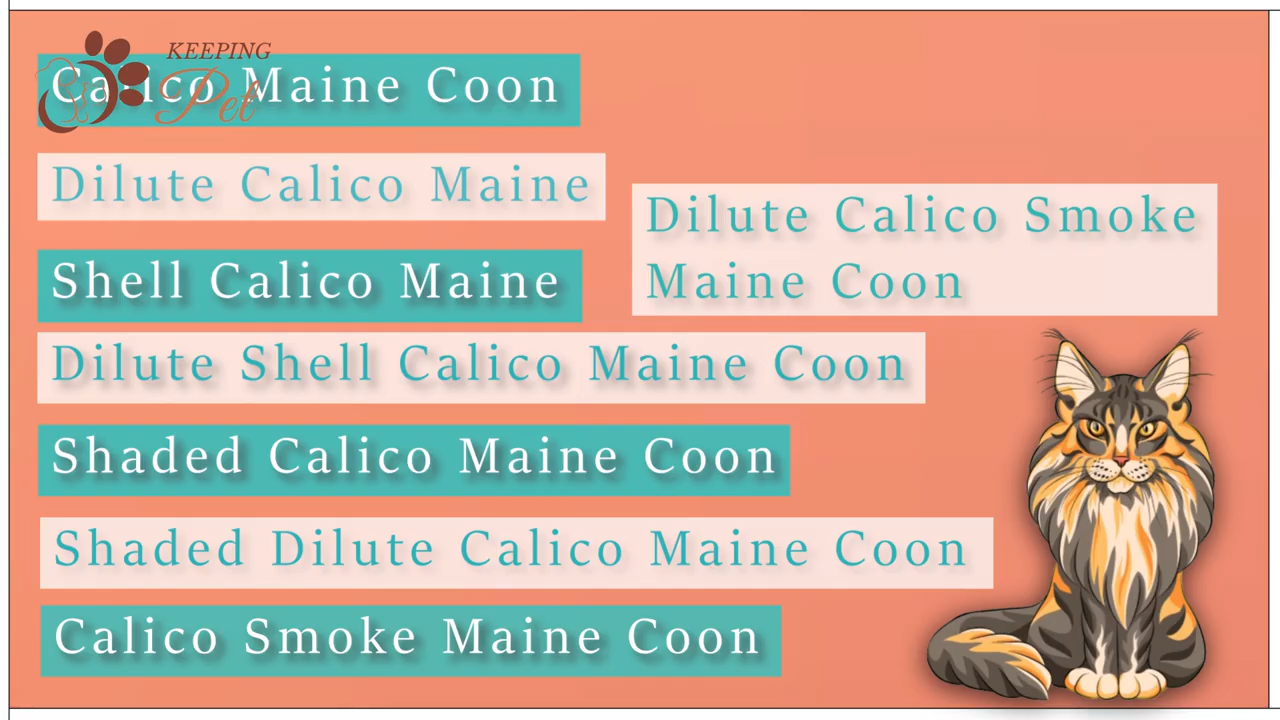 KEEPING
Pet
Calico Maine Coon
Dilute Calico Maine
Shell Calico Maine
Dilute Shell Calico Maine Coon
Shaded Calico Maine Coon
Shaded Dilute Calico Maine Coon
Calico Smoke Maine Coon
Dilute Calico Smoke
Maine Coon